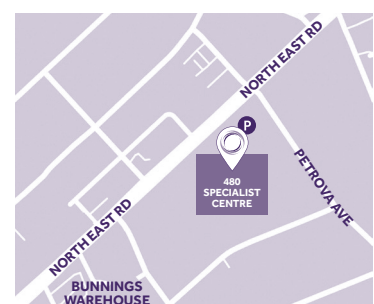 NORTH EAST RD
P
480
SPECIALIST
CENTRE
PETROVA AVE
NORTH EAST RD
BUNNINGS
WAREHOUSE